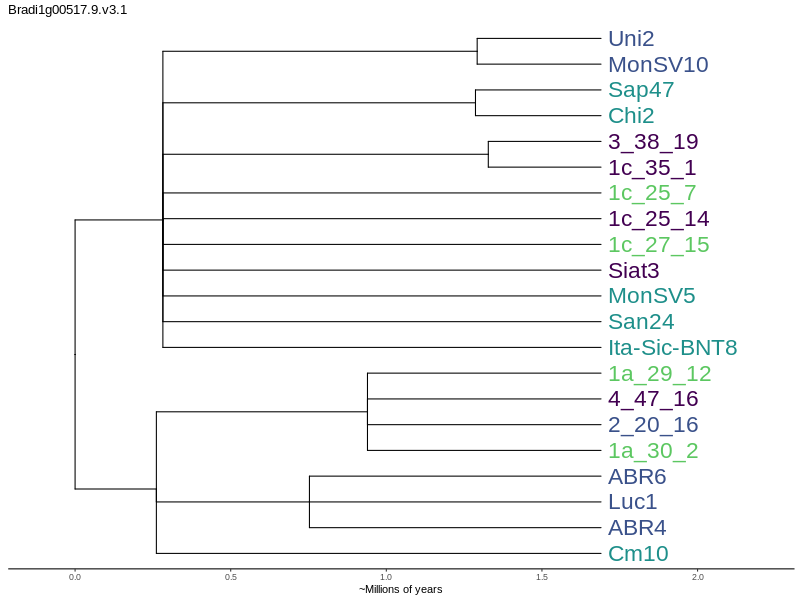 Bradi1g00517.9.v3.1
Uni2
MonSV10
Sap47
Chi2
3_38_19
1c_35_1
1c_25_7
1c_25_14
1c_27_15
Siat3
MonSV5
San24
Ita-Sic-BNT8
1a_29_12
4_47_16
2_20_16
1a_30_2
ABR6
Luc1
ABR4
Cm10
0.0 0.5 1.0 1.5 2.0
~Millions of years